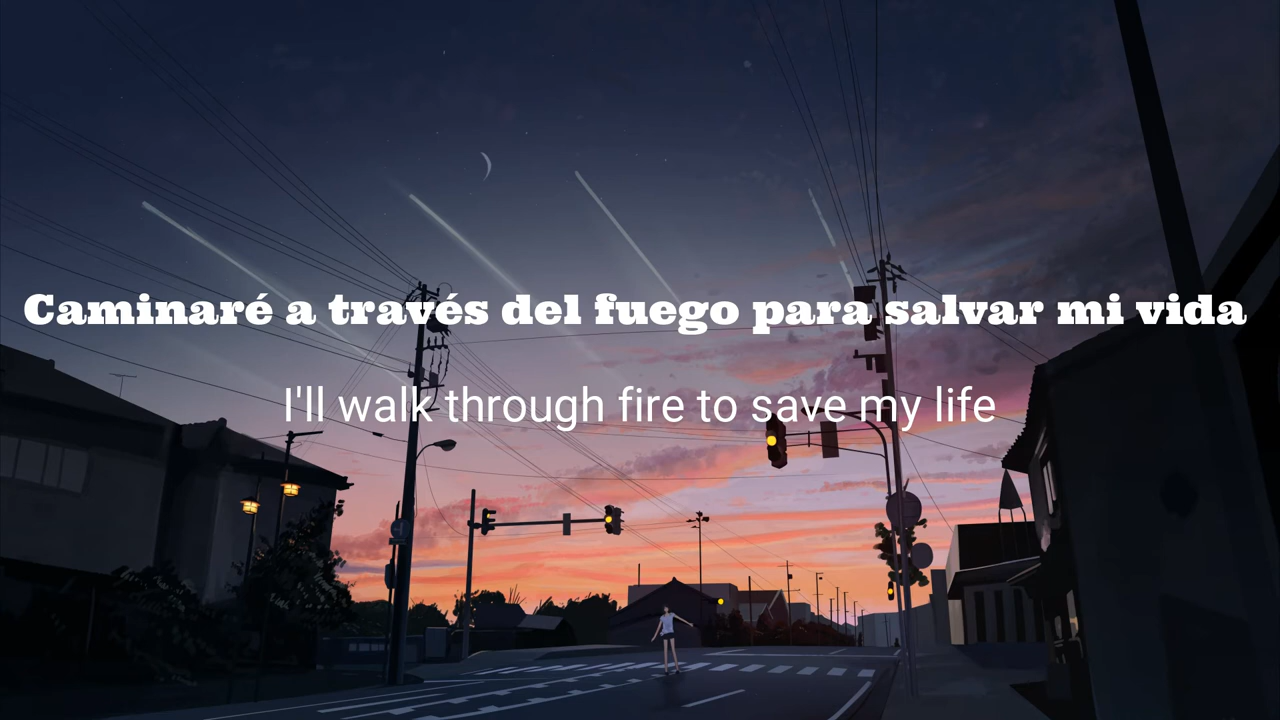 Caminaré a través del fuego para salvar mi vida
I'll walk through fire to save my life